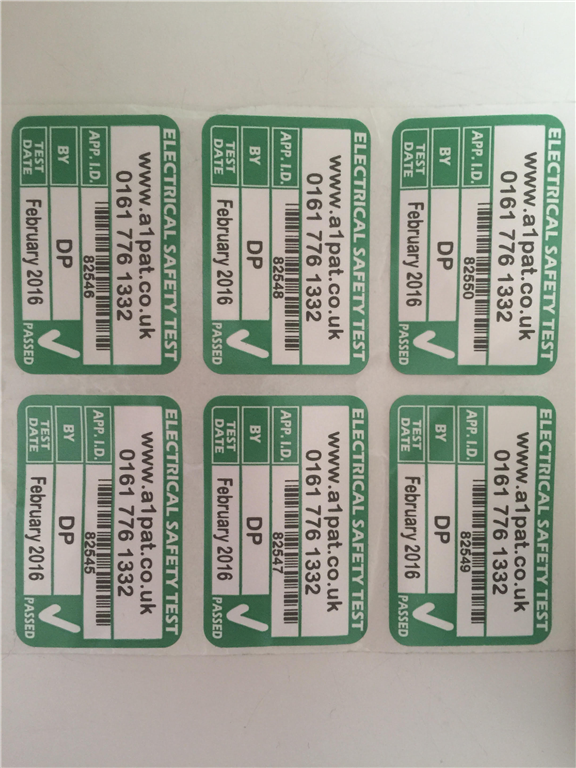 ELECTRICAL SAFETY TEST
www.a1pat.co.uk
0161 776 1332
APP. I.D.
82550
BY
DP
TEST
DATE
February 2016
PASSED
ELECTRICAL SAFETY TEST
www.a1pat.co.uk
0161 776 1332
APP. I.D.
82549
BY
DP
TEST
DATE
February 2016
PASSED
ELECTRICAL SAFETY TEST
www.a1pat.co.uk
0161 776 1332
APP. I.D.
82548
BY
DP
TEST
DATE
February 2016
PASSED
ELECTRICAL SAFETY TEST
www.a1pat.co.uk
0161 776 1332
APP. I.D.
82547
BY
DP
TEST
DATE
February 2016
PASSED
ELECTRICAL SAFETY TEST
www.a1pat.co.uk
0161 776 1332
APP. I.D.
82546
BY
DP
TEST
DATE
February 2016
PASSED
ELECTRICAL SAFETY TEST
www.a1pat.co.uk
0161 776 1332
APP. I.D.
82545
BY
DP
TEST
DATE
February 2016
PASSED